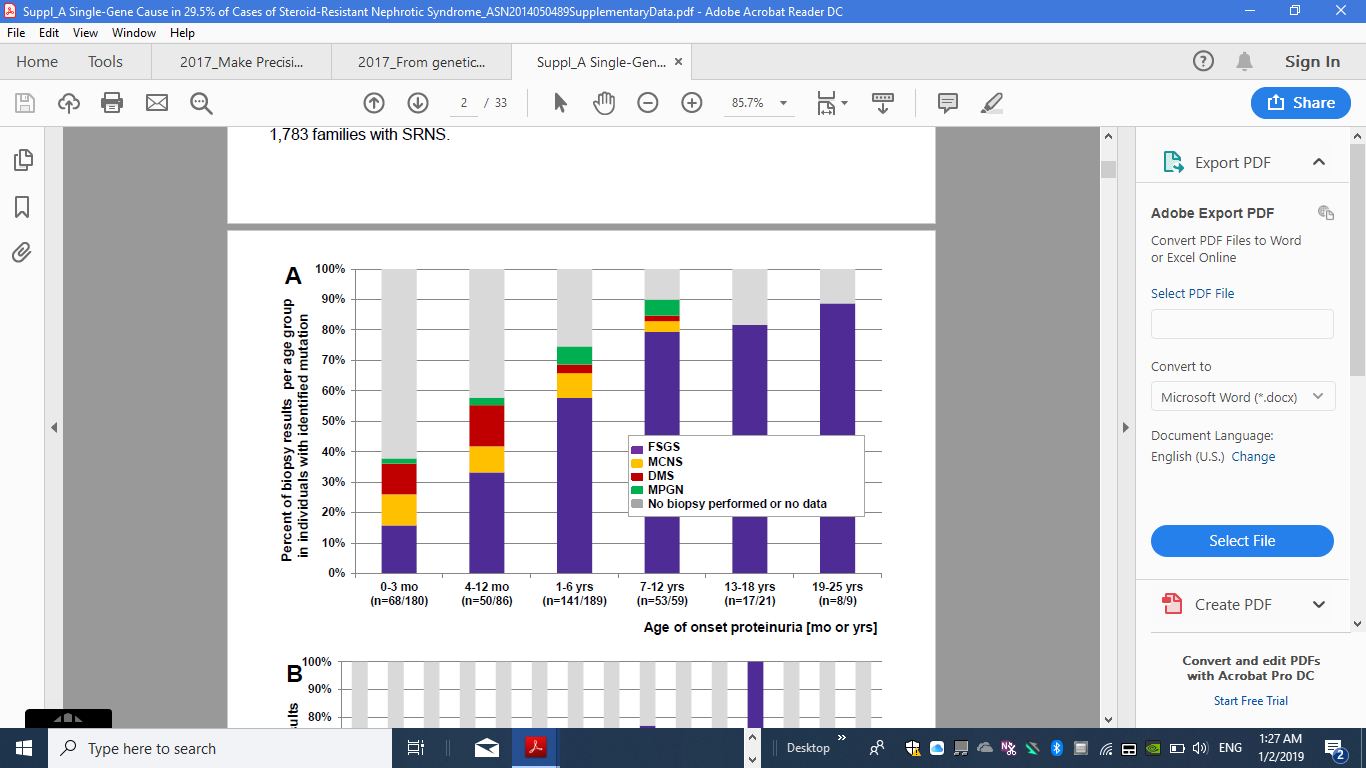 Suppl_A Single-Gene Cause in 29.5% of Cases of Steroid-Resistant Nephrotic Syndrome_ASN2014050489SupplementaryData.pdf - Adobe Acrobat Reader DC
File Edit View Window Help
Home Tools 2017_Make Precisi... 2017_From genetic... Suppl_A Single-Gen... × Sign In
2 / 33 85.7% Share
1,783 families with SRNS.
A
Percent of biopsy results per age group
in individuals with identified mutation
100%
90%
80%
70%
60%
50%
40%
30%
20%
10%
0%
FSGS
MCNS
DMS
MPGN
No biopsy performed or no data
0-3 mo 4-12 mo 1-6 yrs 7-12 yrs 13-18 yrs 19-25 yrs
(n=68/180) (n=50/86) (n=141/189) (n=53/59) (n=17/21) (n=8/9)
Age of onset proteinuria [mo or yrs]
B
100%
90%
80%
ults
Export PDF
Adobe Export PDF
Convert PDF Files to Word
or Excel Online
Select PDF File
Convert to
Microsoft Word (*.docx)
Document Language:
English (U.S.) Change
Select File
Create PDF
Convert and edit PDFs
with Acrobat Pro DC
Start Free Trial
Type here to search
Desktop
ENG
1:27 AM
1/2/2019
2